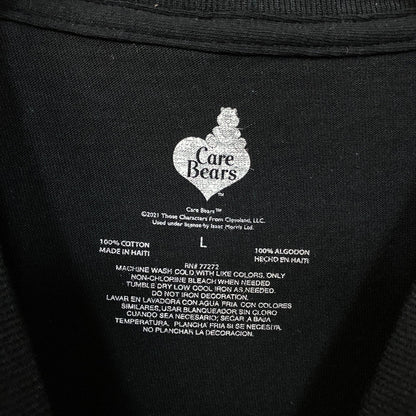 Care
Bears
™
Care Bears™
©2021 Those Characters From Cleveland, LLC.
Used under license by Isaac Morris Ltd.
100% COTTON
MADE IN HAITI
L
100% ALGODON
HECHO EN HAITI
RN# 77272
MACHINE WASH COLD WITH LIKE COLORS, ONLY
NON-CHLORINE BLEACH WHEN NEEDED
TUMBLE DRY LOW COOL IRON AS NEEDED.
DO NOT IRON DECORATION.
LAVAR EN LAVADORA CON AGUA FRIA CON COLORES
SIMILARES, USAR BLANQUEADOR SIN CLORO
CUANDO SEA NECESARIO; SECAR A BAJA
TEMPERATURA. PLANCHA FRIA SI SE NECESITA.
NO PLANCHAR LA DECORACION.